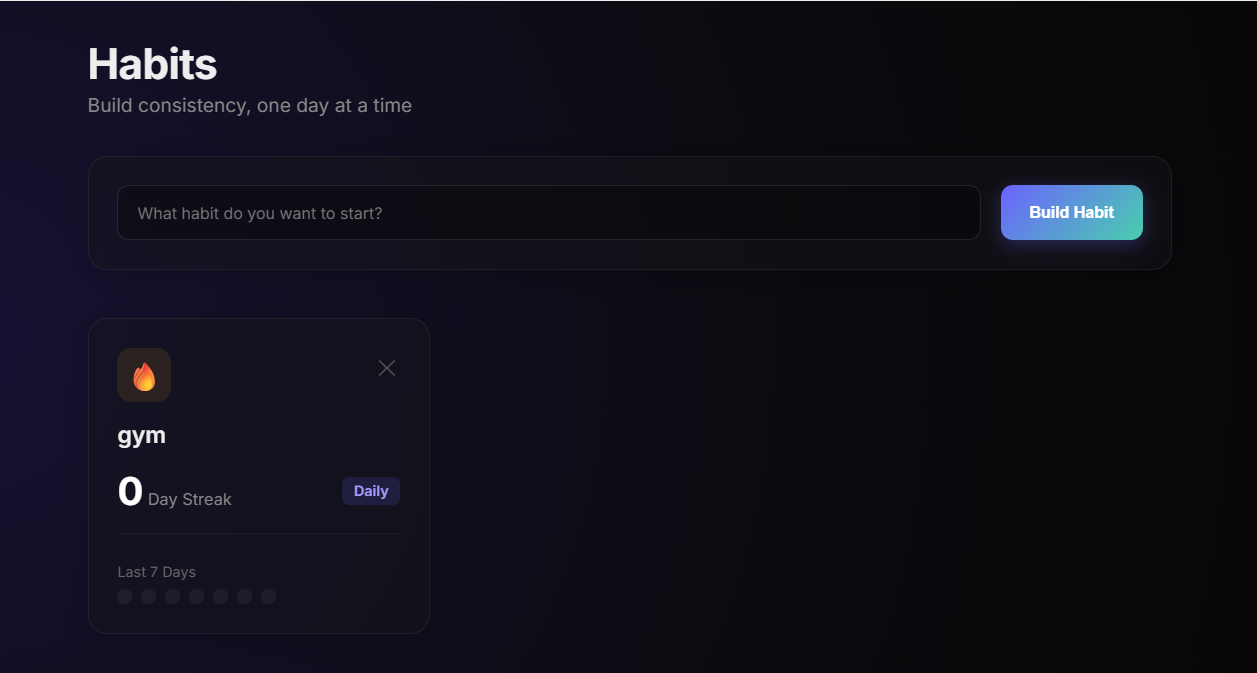 Habits
Build consistency, one day at a time
What habit do you want to start?
Build Habit
gym
0 Day Streak
Daily
Last 7 Days